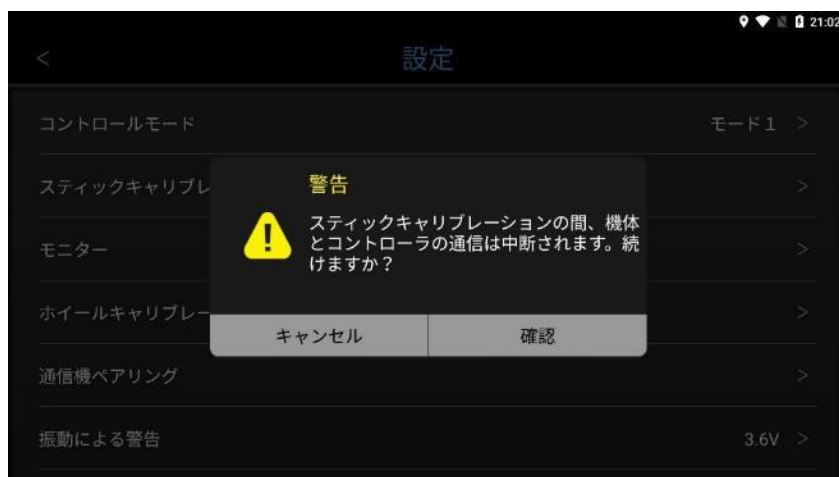 21:02
<
設定
コントロールモード
モード１ >
スティックキャリブレ
>
モニター
>
ホイールキャリブレー
>
通信機ペアリング
>
振動による警告
3.6V >
警告
スティックキャリブレーションの間、機体
とコントローラの通信は中断されます。続
けますか？
キャンセル
確認